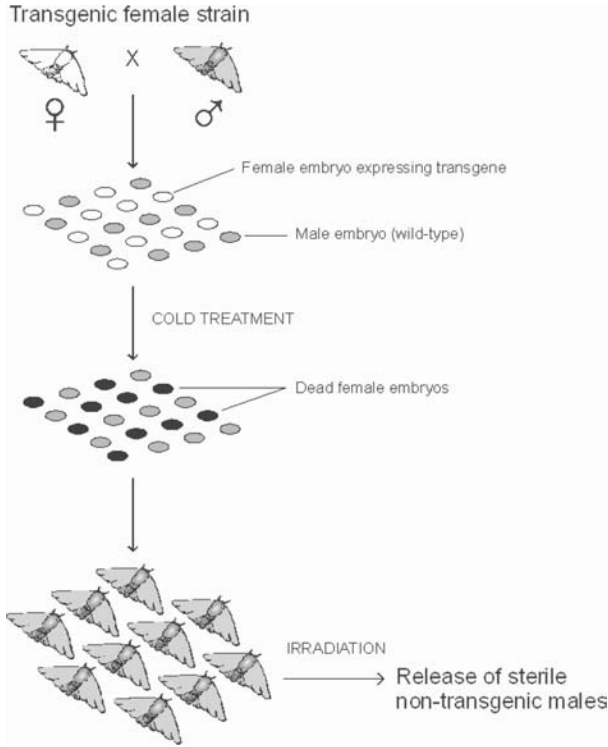 Transgenic female strain
X
♀
♂
Female embryo expressing transgene
Male embryo (wild-type)
COLD TREATMENT
Dead female embryos
IRRADIATION
Release of sterile
non-transgenic males